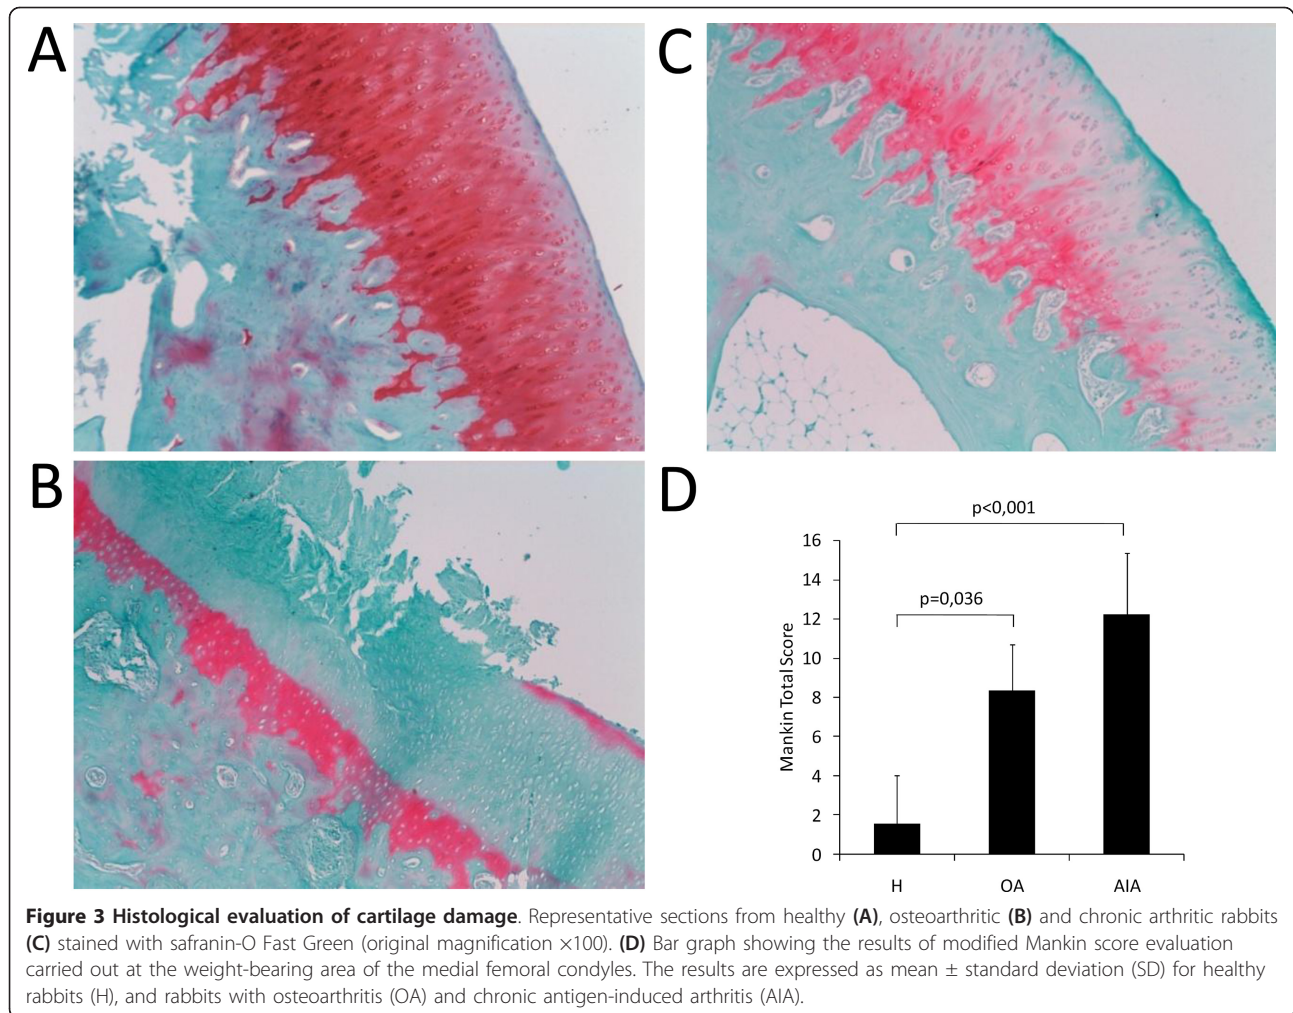 A
C
B
D
p<0,001
p=0,036
Mankin Total Score
16
14
12
10
8
6
4
2
0
H
OA
AIA
Figure 3 Histological evaluation of cartilage damage. Representative sections from healthy (A), osteoarthritic (B) and chronic arthritic rabbits
(C) stained with safranin-O Fast Green (original magnification ×100). (D) Bar graph showing the results of modified Mankin score evaluation
carried out at the weight-bearing area of the medial femoral condyles. The results are expressed as mean ± standard deviation (SD) for healthy
rabbits (H), and rabbits with osteoarthritis (OA) and chronic antigen-induced arthritis (AIA).